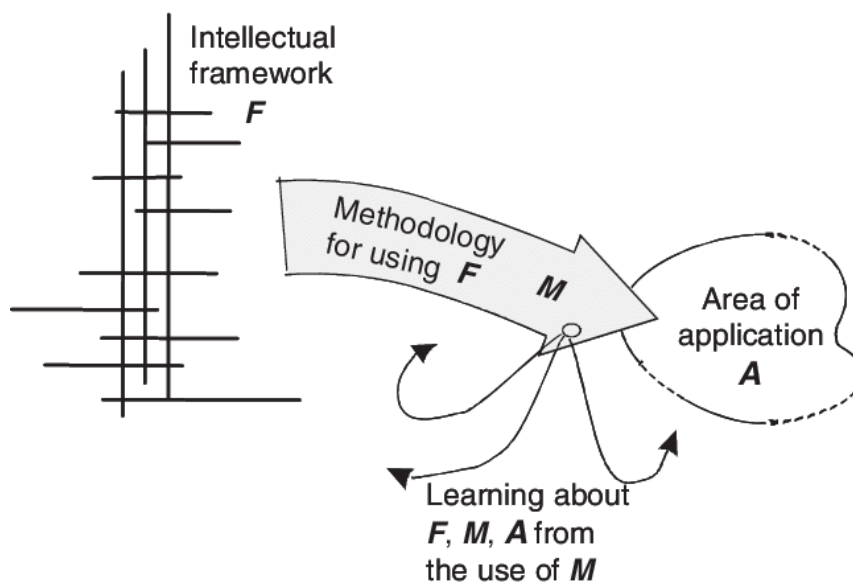 Intellectual
framework
F
Methodology
for using F
M
Area of
application
A
Learning about
F, M, A from
the use of M